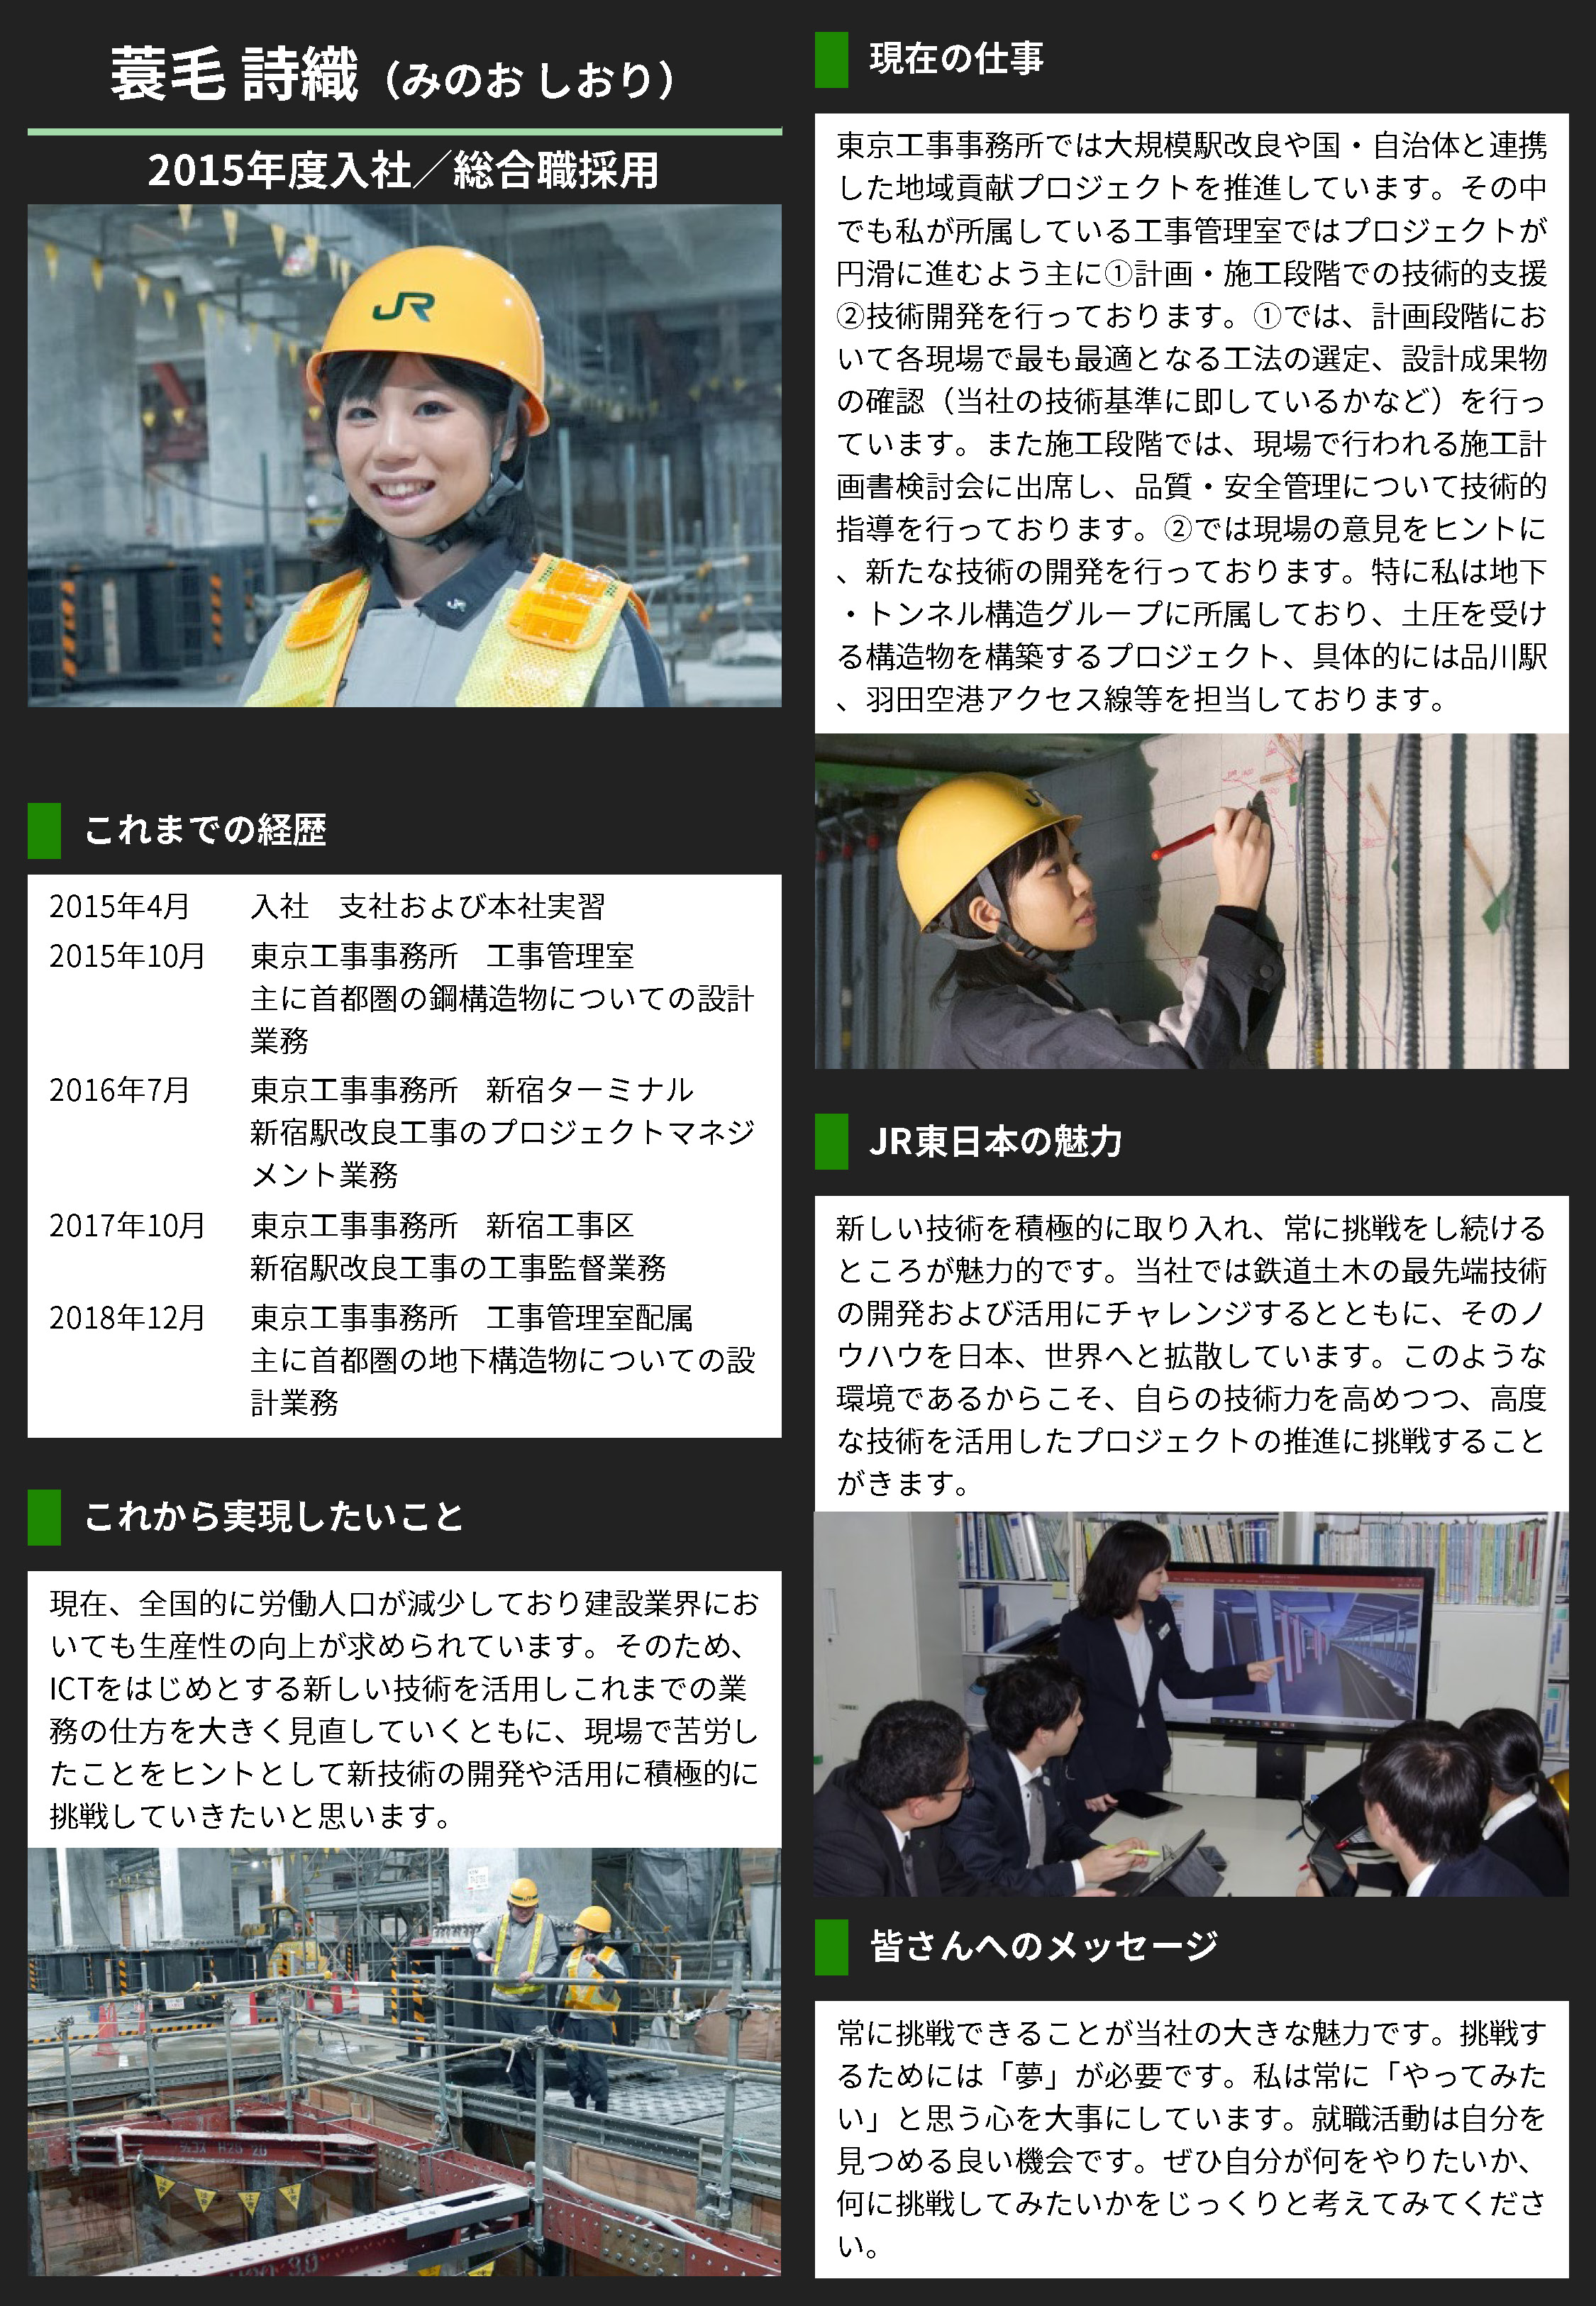 蓑毛 詩織（みのお しおり）
2015年度入社／総合職採用
JR
これまでの経歴
2015年4月 入社　支社および本社実習
2015年10月 東京工事事務所　工事管理室
主に首都圏の鋼構造物についての設計
業務
2016年7月 東京工事事務所　新宿ターミナル
新宿駅改良工事のプロジェクトマネジ
メント業務
2017年10月 東京工事事務所　新宿工事区
新宿駅改良工事の工事監督業務
2018年12月 東京工事事務所　工事管理室配属
主に首都圏の地下構造物についての設
計業務
これから実現したいこと
現在、全国的に労働人口が減少しており建設業界にお
いても生産性の向上が求められています。そのため、
ICTをはじめとする新しい技術を活用しこれまでの業
務の仕方を大きく見直していくともに、現場で苦労し
たことをヒントとして新技術の開発や活用に積極的に
挑戦していきたいと思います。
現在の仕事
東京工事事務所では大規模駅改良や国・自治体と連携
した地域貢献プロジェクトを推進しています。その中
でも私が所属している工事管理室ではプロジェクトが
円滑に進むよう主に①計画・施工段階での技術的支援
②技術開発を行っております。①では、計画段階にお
いて各現場で最も最適となる工法の選定、設計成果物
の確認（当社の技術基準に即しているかなど）を行っ
ています。また施工段階では、現場で行われる施工計
画書検討会に出席し、品質・安全管理について技術的
指導を行っております。②では現場の意見をヒントに
、新たな技術の開発を行っております。特に私は地下
・トンネル構造グループに所属しており、土圧を受け
る構造物を構築するプロジェクト、具体的には品川駅
、羽田空港アクセス線等を担当しております。
JR東日本の魅力
新しい技術を積極的に取り入れ、常に挑戦をし続ける
ところが魅力的です。当社では鉄道土木の最先端技術
の開発および活用にチャレンジするとともに、そのノ
ウハウを日本、世界へと拡散しています。このような
環境であるからこそ、自らの技術力を高めつつ、高度
な技術を活用したプロジェクトの推進に挑戦すること
がきます。
皆さんへのメッセージ
常に挑戦できることが当社の大きな魅力です。挑戦す
るためには「夢」が必要です。私は常に「やってみた
い」と思う心を大事にしています。就職活動は自分を
見つめる良い機会です。ぜひ自分が何をやりたいか、
何に挑戦してみたいかをじっくりと考えてみてくださ
い。